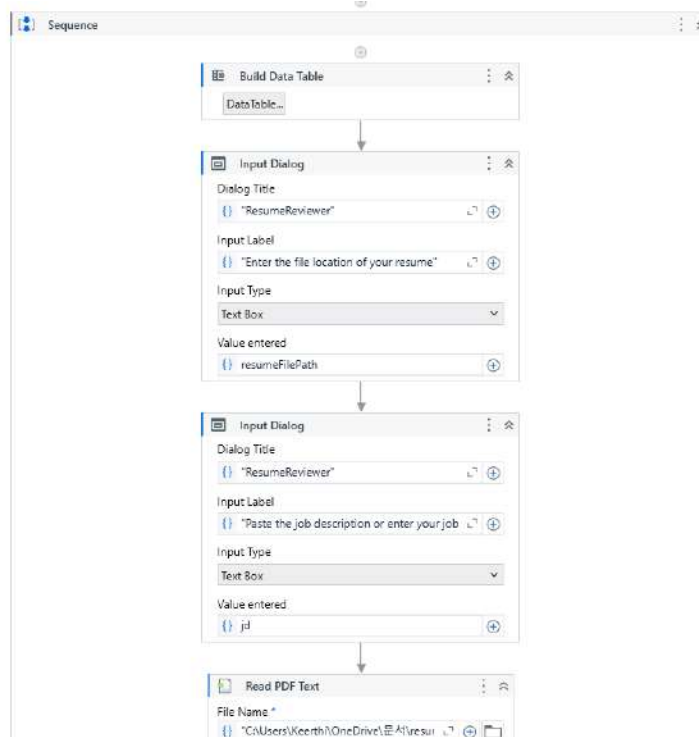 Sequence
Build Data Table
DataTable...
Input Dialog
Dialog Title
"ResumeReviewer"
Input Label
"Enter the file location of your resume"
Input Type
Text Box
Value entered
resumeFilePath
Input Dialog
Dialog Title
"ResumeReviewer"
Input Label
"Paste the job description or enter your job
Input Type
Text Box
Value entered
jd
Read PDF Text
File Name *
"C:\Users\Keerthi\OneDrive\문서\resur